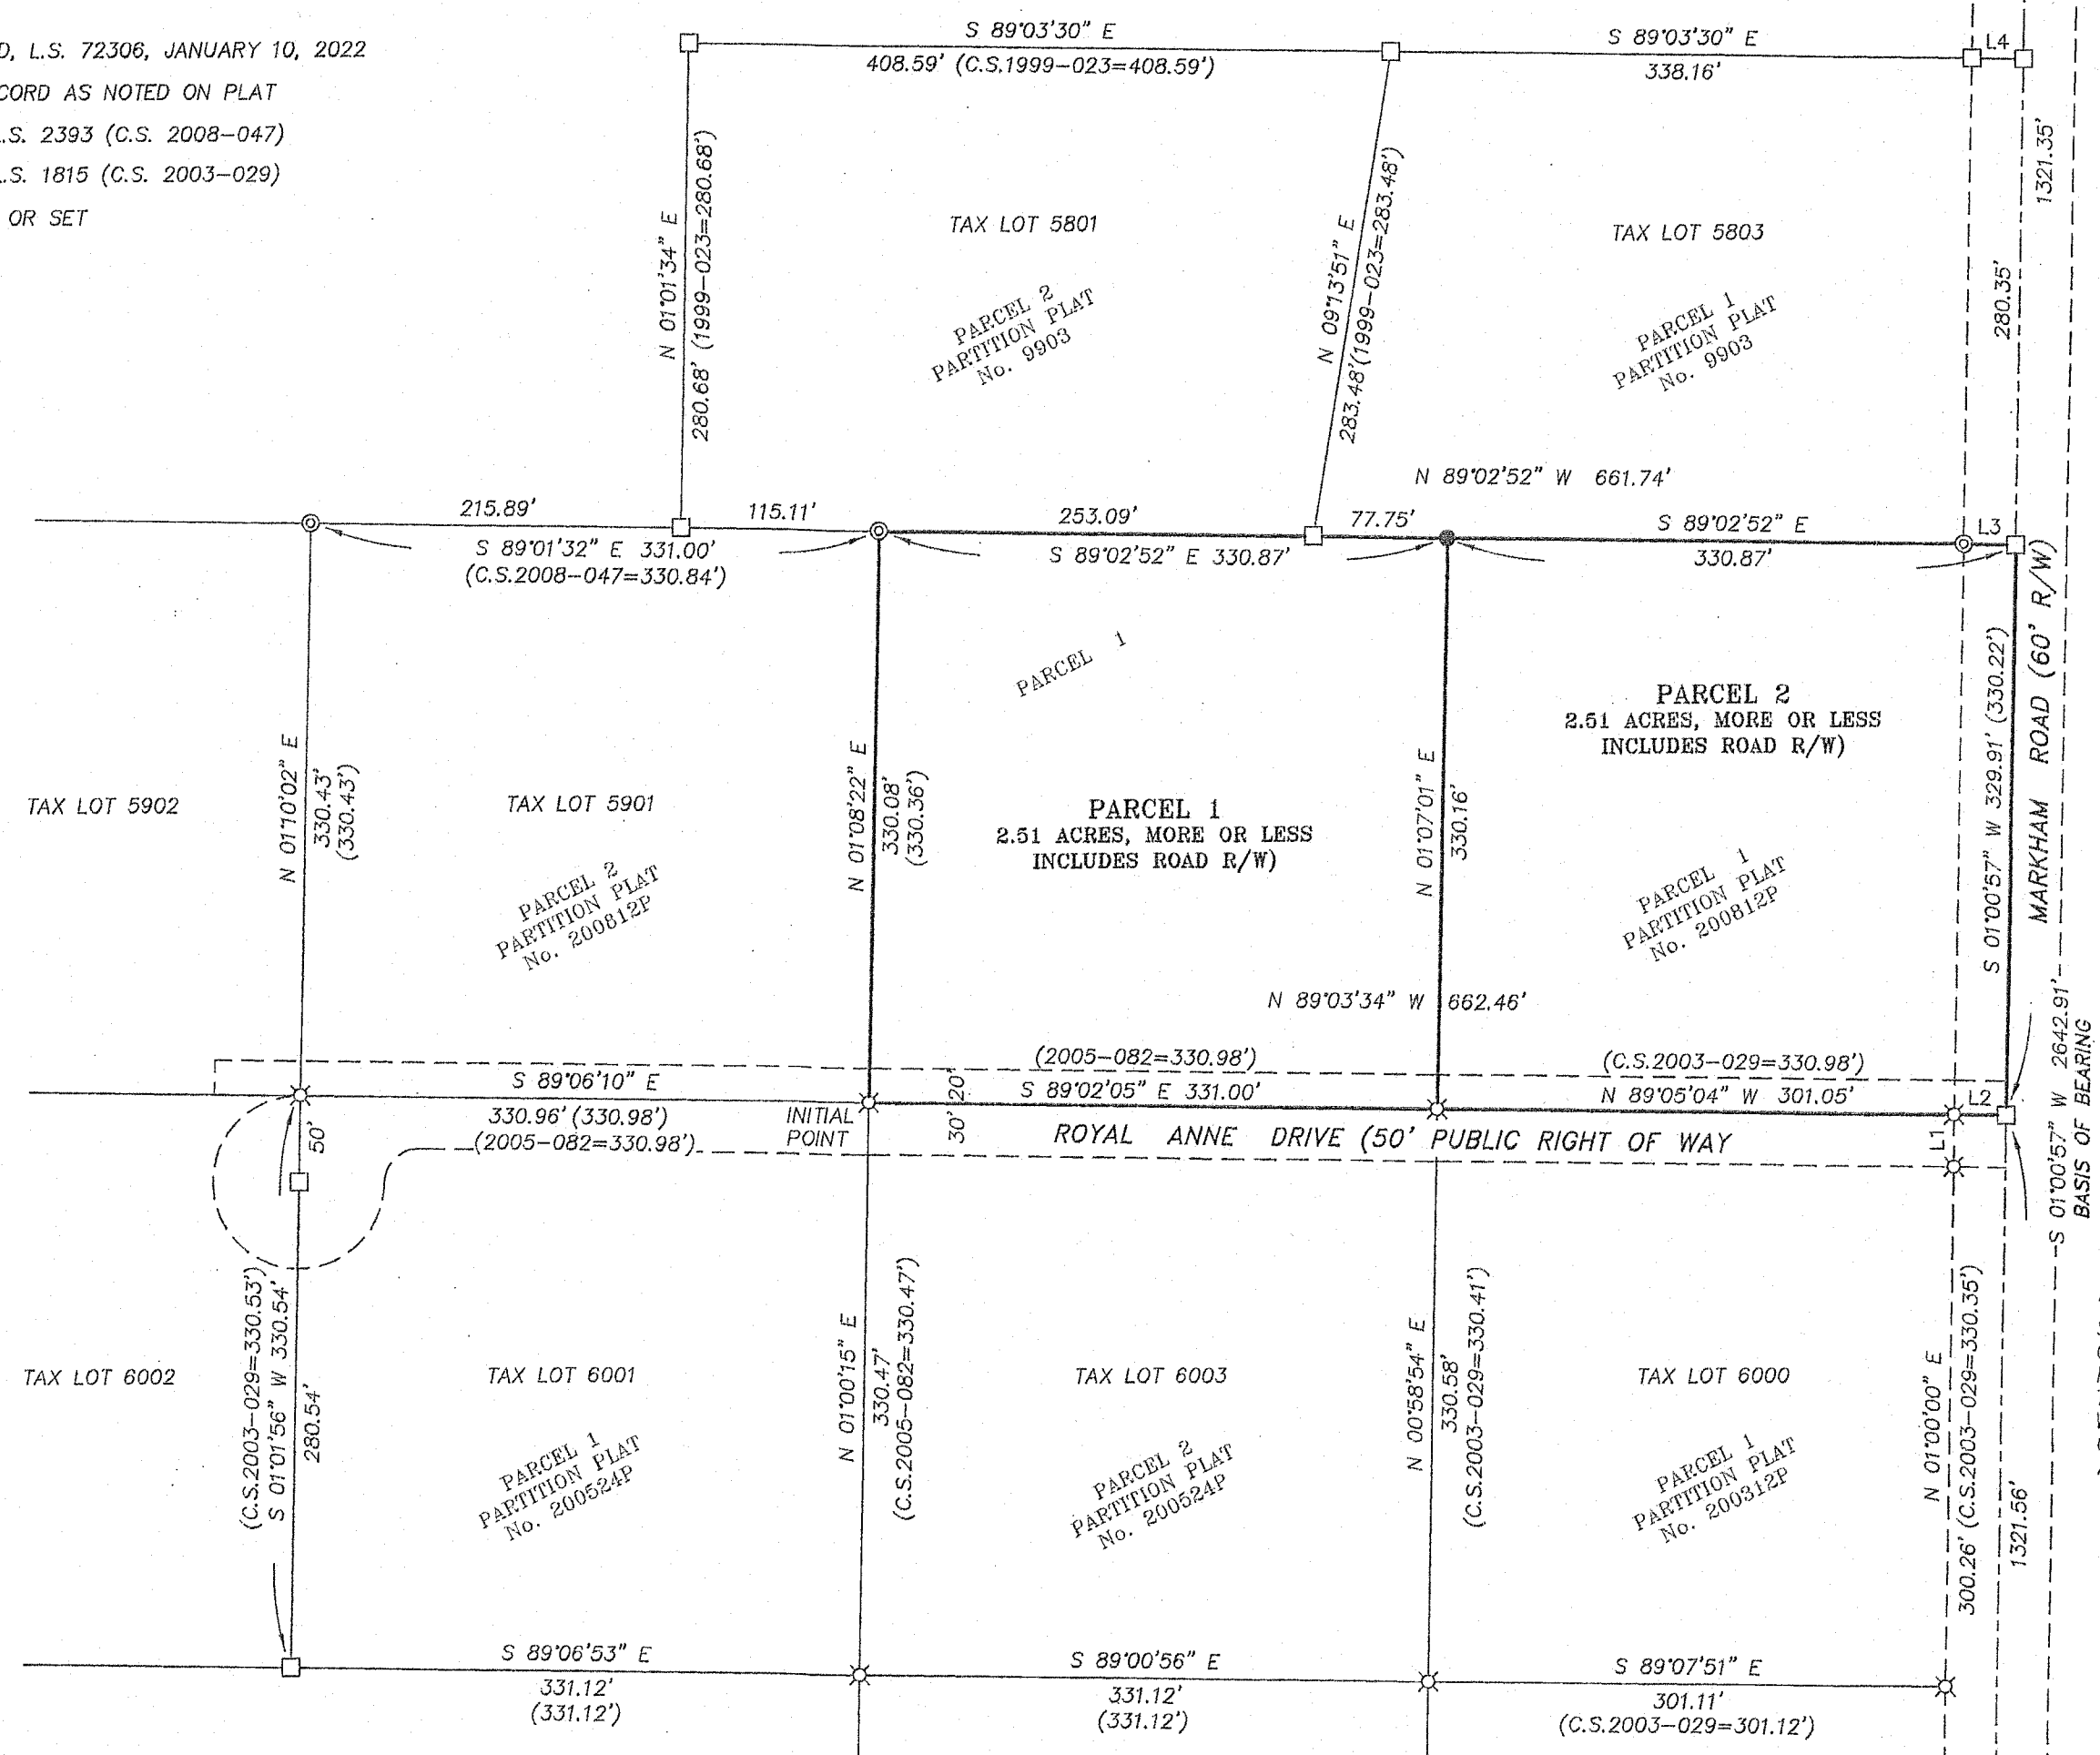 D, L.S. 72306, JANUARY 10, 2022
CORD AS NOTED ON PLAT
.S. 2393 (C.S. 2008-047)
.S. 1815 (C.S. 2003-029)
OR SET
S 89°03'30" E
408.59' (C.S.1999-023=408.59')
S 89°03'30" E
338.16'
L4
1321.35'
N 01°01'34" E
280.68' (1999-023=280.68')
TAX LOT 5801
PARCEL 2
PARTITION PLAT
No. 9903
N 09°13'51" E
283.48'(1999-023=283.48')
TAX LOT 5803
PARCEL 1
PARTITION PLAT
No. 9903
280.35'
N 89°02'52" W 661.74'
215.89'
115.11'
S 89°01'32" E 331.00'
(C.S.2008-047=330.84')
253.09'
77.75'
S 89°02'52" E 330.87'
S 89°02'52" E
330.87'
L3
MARKHAM ROAD (60' R/W)
PARCEL 1
TAX LOT 5902
N 01°10'02" E
330.43'
(330.43')
TAX LOT 5901
PARCEL 2
PARTITION PLAT
No. 200812P
N 01°08'22" E
330.08'
(330.36')
PARCEL 1
2.51 ACRES, MORE OR LESS
INCLUDES ROAD R/W)
N 01°07'01" E
330.16'
PARCEL 2
2.51 ACRES, MORE OR LESS
INCLUDES ROAD R/W)
PARCEL 1
PARTITION PLAT
No. 200812P
S 01°00'57" W 329.91' (330.22')
N 89°03'34" W 662.46'
S 01°00'57" W 2642.91'
BASIS OF BEARING
S 89°06'10" E
330.96' (330.98')
(2005-082=330.98')
INITIAL
POINT
30' 20'
(2005-082=330.98')
S 89°02'05" E 331.00'
(C.S.2003-029=330.98')
N 89°05'04" W 301.05'
L2
L1
50'
ROYAL ANNE DRIVE (50' PUBLIC RIGHT OF WAY
TAX LOT 6002
(C.S.2003-029=330.53')
S 01°01'56" W 330.54'
280.54'
TAX LOT 6001
PARCEL 1
PARTITION PLAT
No. 200524P
N 01°00'15" E
330.47'
(C.S.2005-082=330.47')
TAX LOT 6003
PARCEL 2
PARTITION PLAT
No. 200524P
N 00°58'54" E
330.58'
(C.S.2003-029=330.41')
TAX LOT 6000
PARCEL 1
PARTITION PLAT
No. 200312P
N 01°00'00" E
300.26' (C.S.2003-029=330.35')
1321.56'
S 89°06'53" E
331.12'
(331.12')
S 89°00'56" E
331.12'
(331.12')
S 89°07'51" E
301.11'
(C.S.2003-029=301.12')